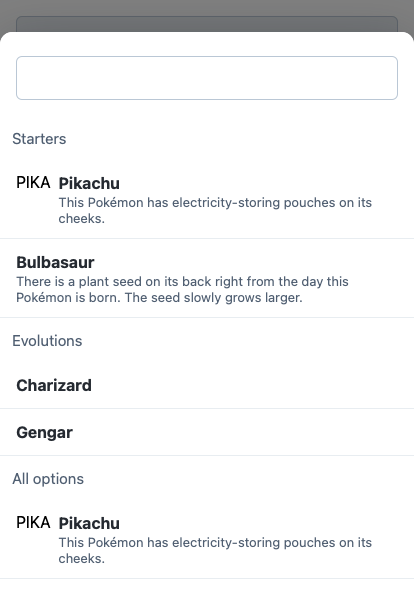 Starters
PIKA Pikachu
This Pokémon has electricity-storing pouches on its
cheeks.
Bulbasaur
There is a plant seed on its back right from the day this
Pokémon is born. The seed slowly grows larger.
Evolutions
Charizard
Gengar
All options
PIKA Pikachu
This Pokémon has electricity-storing pouches on its
cheeks.